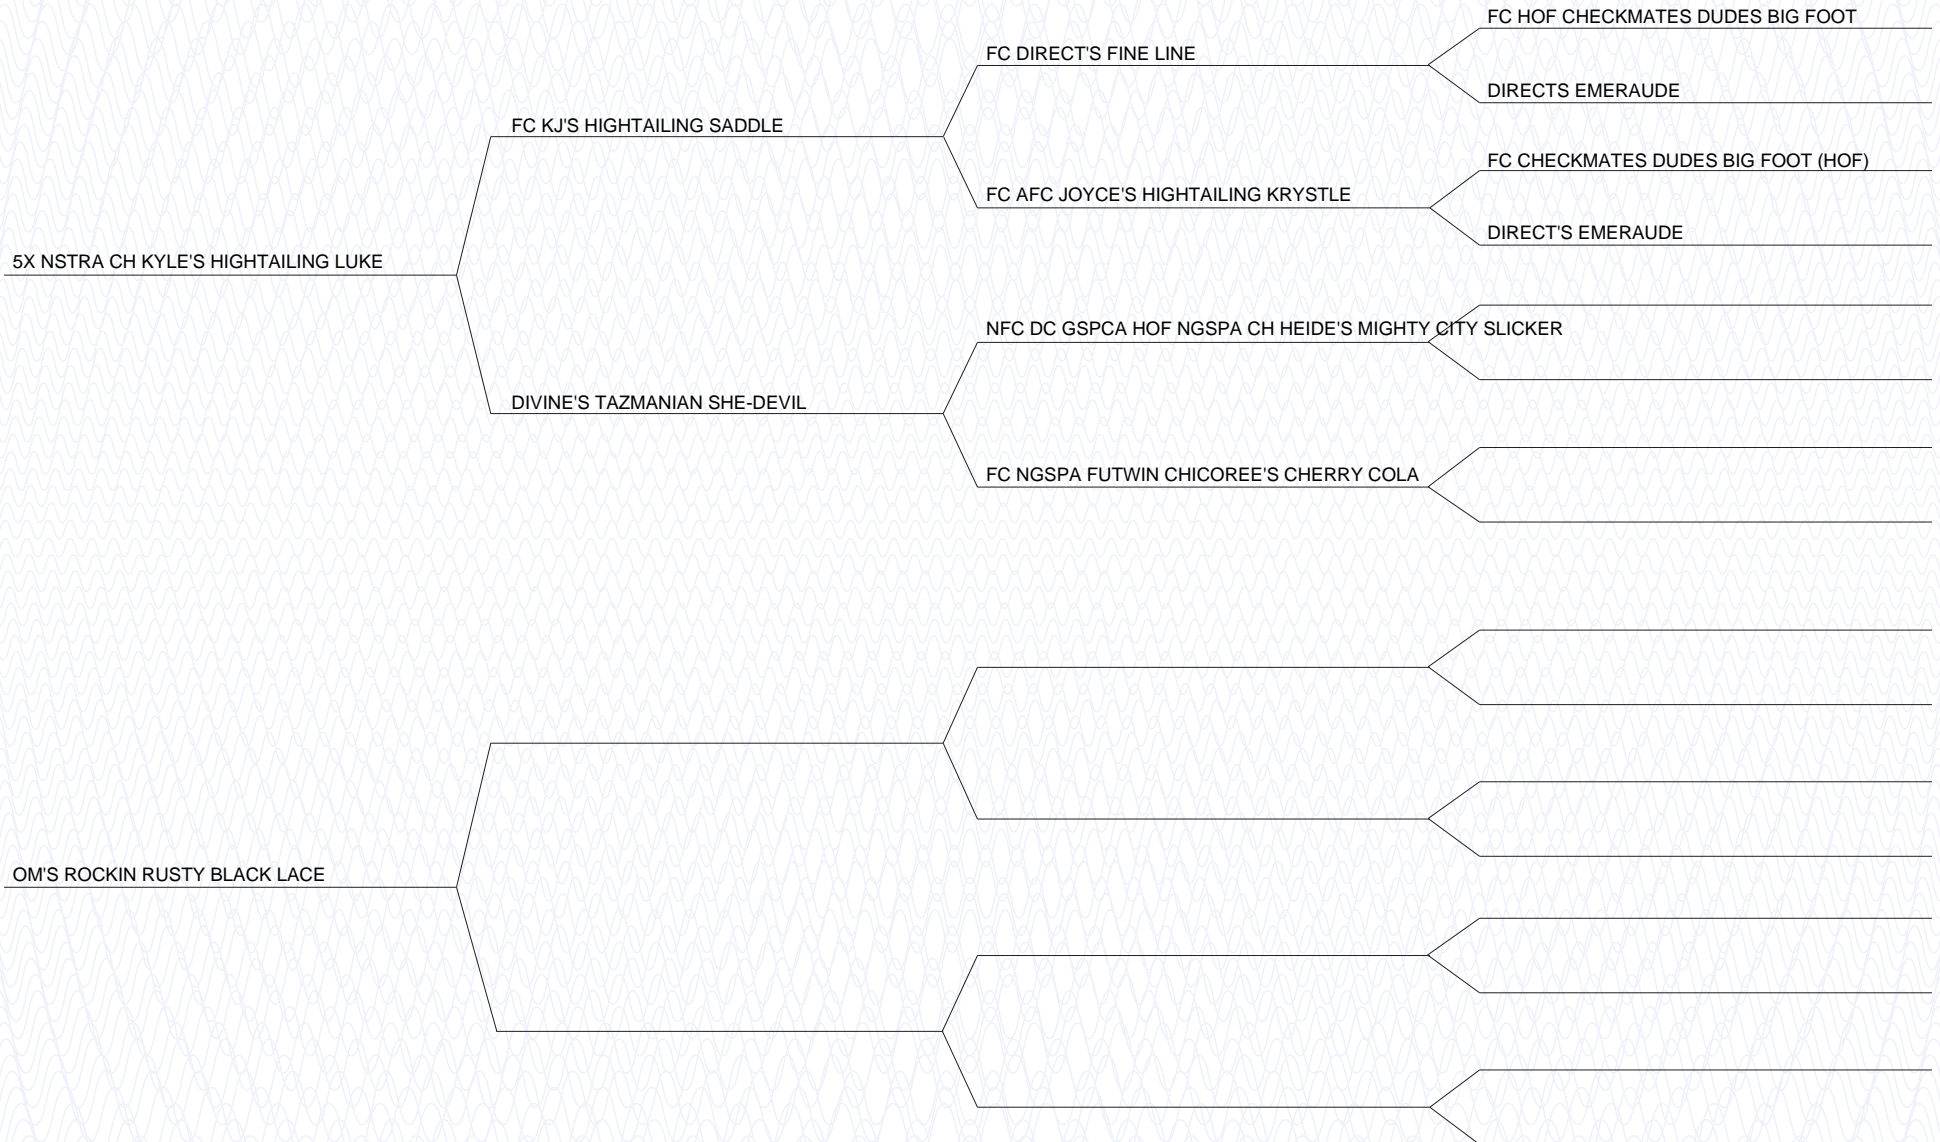 FC HOF CHECKMATES DUDES BIG FOOT
FC DIRECT'S FINE LINE
DIRECTS EMERAUDE
FC KJ'S HIGHTAILING SADDLE
FC CHECKMATES DUDES BIG FOOT (HOF)
FC AFC JOYCE'S HIGHTAILING KRYSTLE
DIRECT'S EMERAUDE
5X NSTRA CH KYLE'S HIGHTAILING LUKE
NFC DC GSPCA HOF NGSPA CH HEIDE'S MIGHTY CITY SLICKER
DIVINE'S TAZMANIAN SHE-DEVIL
FC NGSPA FUTWIN CHICOREE'S CHERRY COLA
OM'S ROCKIN RUSTY BLACK LACE